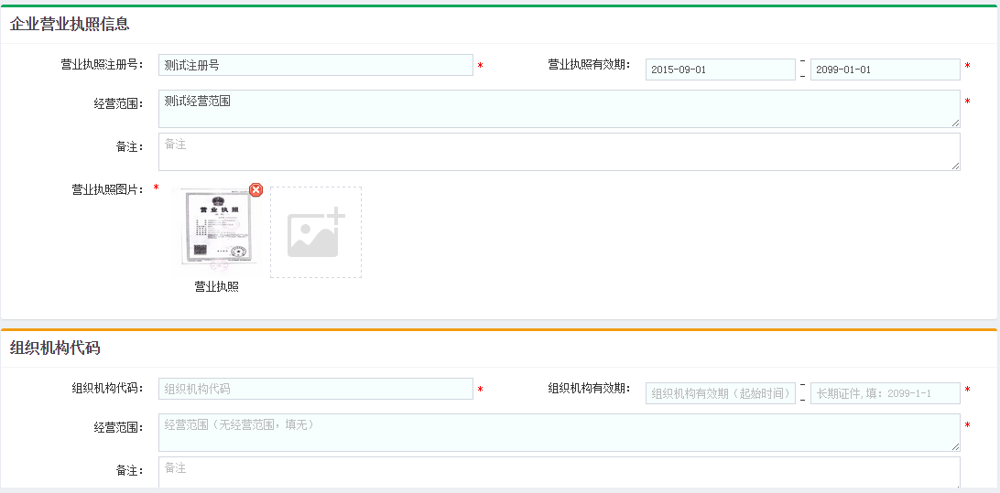 企业营业执照信息
营业执照注册号： 测试注册号 * 营业执照有效期： 2015-09-01 - - 2099-01-01 *
经营范围： 测试经营范围 *
备注： 备注
营业执照图片： *
营业执照
营业执照
组织机构代码
组织机构代码： 组织机构代码 * 组织机构有效期： 组织机构有效期（起始时间） - - 长期证件,填：2099-1-1 *
经营范围： 经营范围（无经营范围，填无） *
备注： 备注